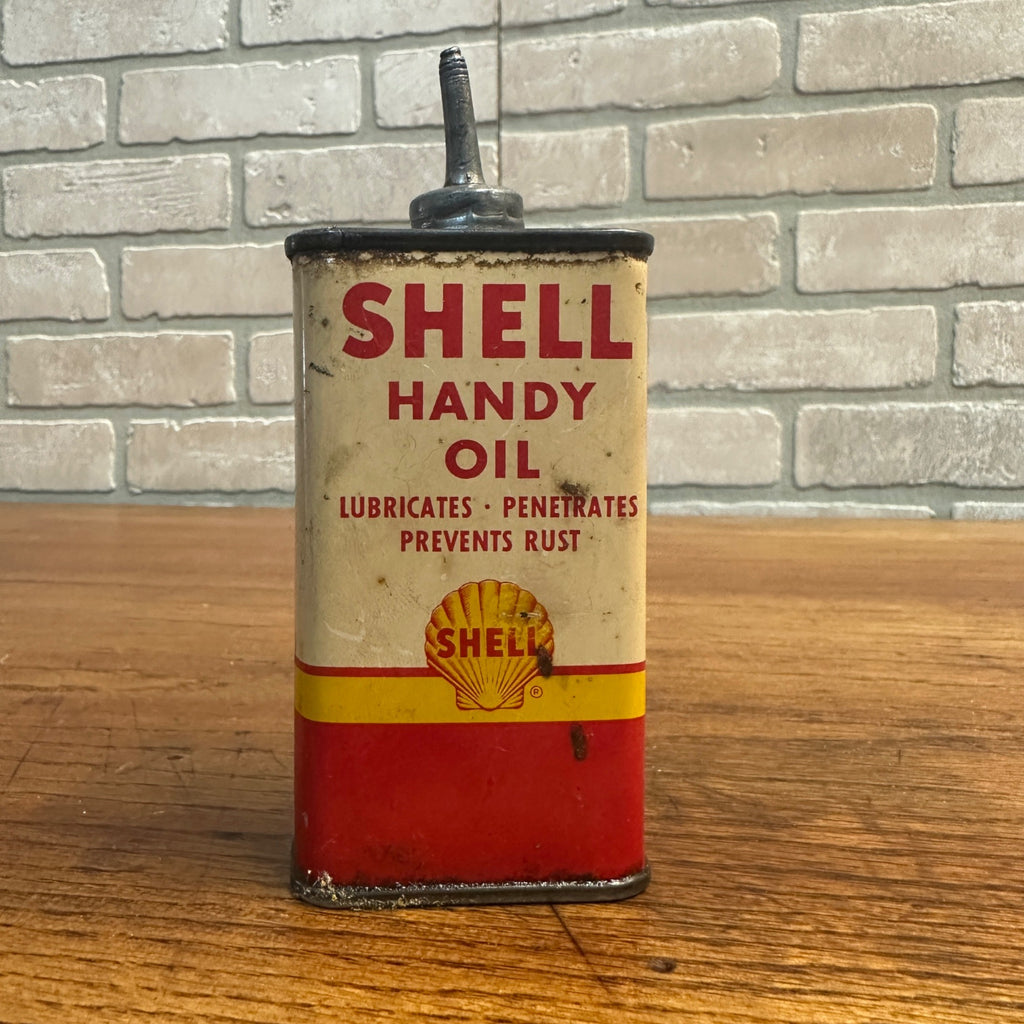 SHELL
HANDY
OIL
LUBRICATES · PENETRATES
PREVENTS RUST
SHELL
®